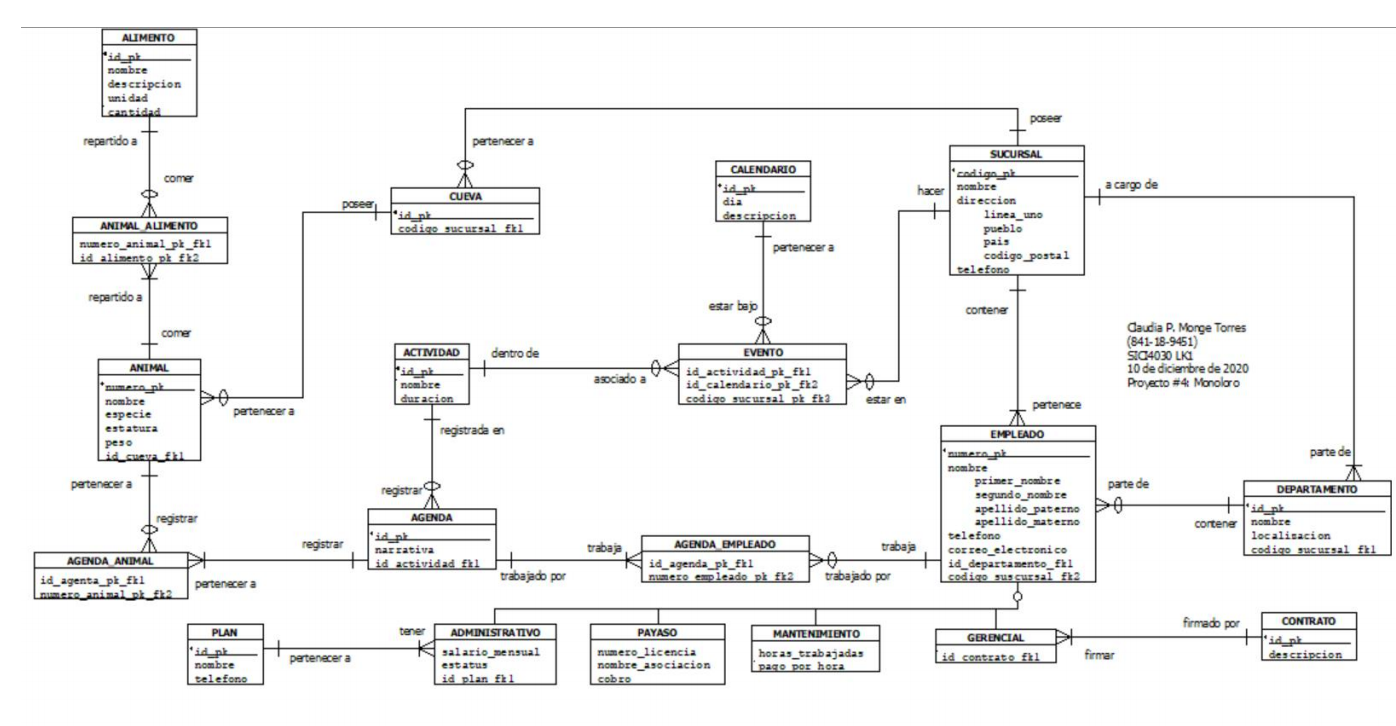 ALIMENTO
id_pk
nombre
descripcion
unidad
cantidad
repartido a
comer
ANIMAL_ALIMENTO
numero_animal_pk_fk1
id_alimento_pk_fk2
repartido a
comer
ANIMAL
numero_pk
nombre
especie
estatura
peso
id_cueva_fk1
pertenecer a
poseer
pertenecer a
registrar
AGENDA_ANIMAL
id_agenta_pk_fk1
numero_animal_pk_fk2
pertenecer a
registrar
CUEVA
id_pk
codigo_sucursal_fk1
pertenecer a
poseer
CALENDARIO
id_pk
dia
descripcion
pertenecer a
estar bajo
SUCURSAL
codigo_pk
nombre
direccion
linea_uno
pueblo
pais
codigo_postal
telefono
hacer
estar en
a cargo de
parte de
contener
pertenece
ACTIVIDAD
id_pk
nombre
duracion
dentro de
asociado a
registrada en
registrar
EVENTO
id_actividad_pk_fk1
id_calendario_pk_fk2
codigo_sucursal_pk_fk3
Claudia P. Monge Torres
(841-18-9451)
SICI4030 LK1
10 de diciembre de 2020
Proyecto #4: Monoloro
AGENDA
id_pk
narrativa
id_actividad_fk1
trabajado por
trabaja
AGENDA_EMPLEADO
id_agenda_pk_fk1
numero_empleado_pk_fk2
trabajado por
trabaja
EMPLEADO
numero_pk
nombre
primer_nombre
segundo_nombre
apellido_paterno
apellido_materno
telefono
correo_electronico
id_departamento_fk1
codigo_suscursal_fk2
parte de
contener
DEPARTAMENTO
id_pk
nombre
localizacion
codigo_sucursal_fk1
PLAN
id_pk
nombre
telefono
pertenecer a
tener
ADMINISTRATIVO
salario_mensual
estatus
id_plan_fk1
PAYASO
numero_licencia
nombre_asociacion
cobro
MANTENIMIENTO
horas_trabajadas
pago_por_hora
GERENCIAL
id_contrato_fk1
firmar
firmado por
CONTRATO
id_pk
descripcion